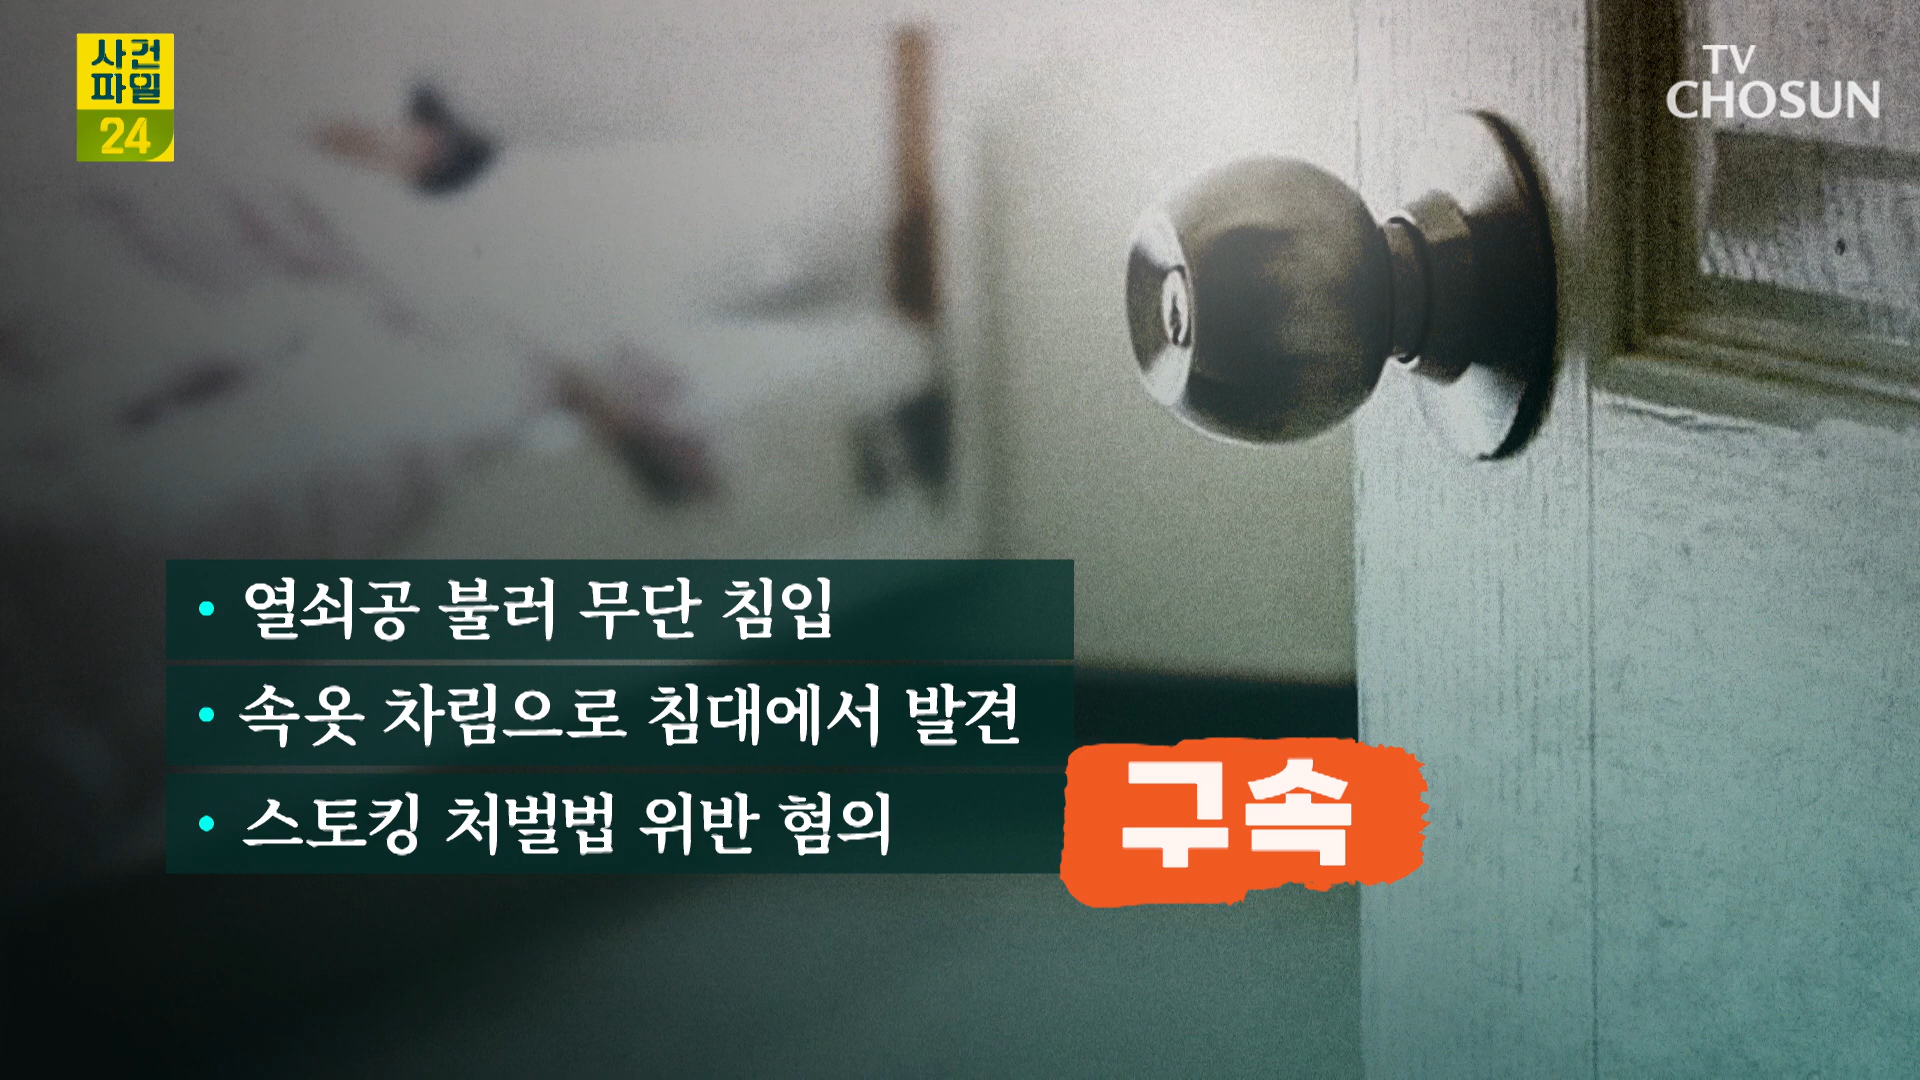 사건
파일
24
TV
CHOSUN
• 열쇠공 불러 무단 침입
• 속옷 차림으로 침대에서 발견
• 스토킹 처벌법 위반 혐의
구속